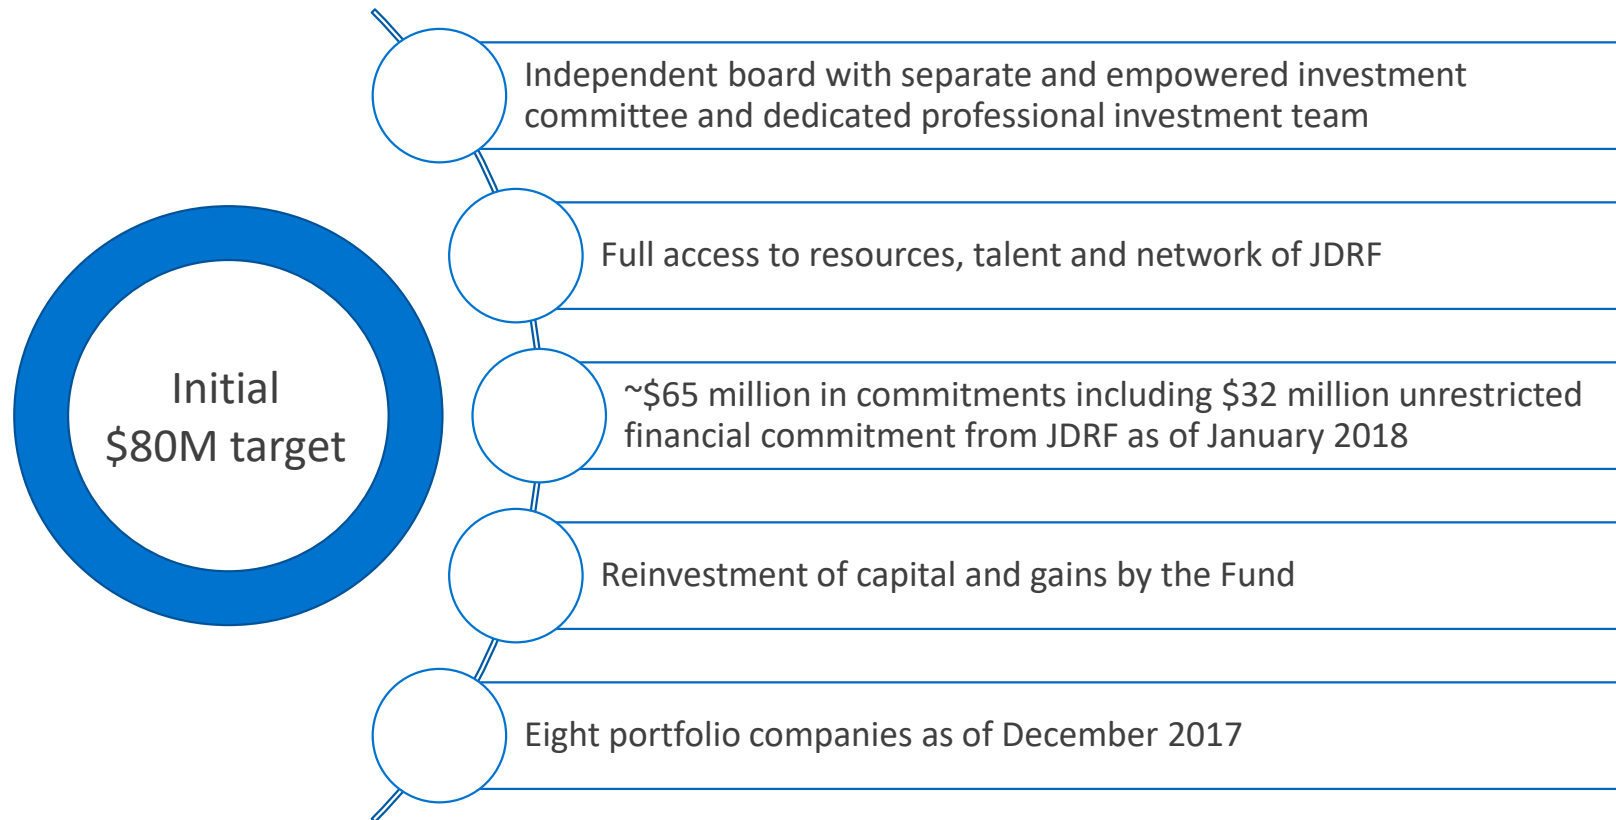 Independent board with separate and empowered investment
committee and dedicated professional investment team
Full access to resources, talent and network of JDRF
Initial
$80M target
~$65 million in commitments including $32 million unrestricted
financial commitment from JDRF as of January 2018
Reinvestment of capital and gains by the Fund
Eight portfolio companies as of December 2017